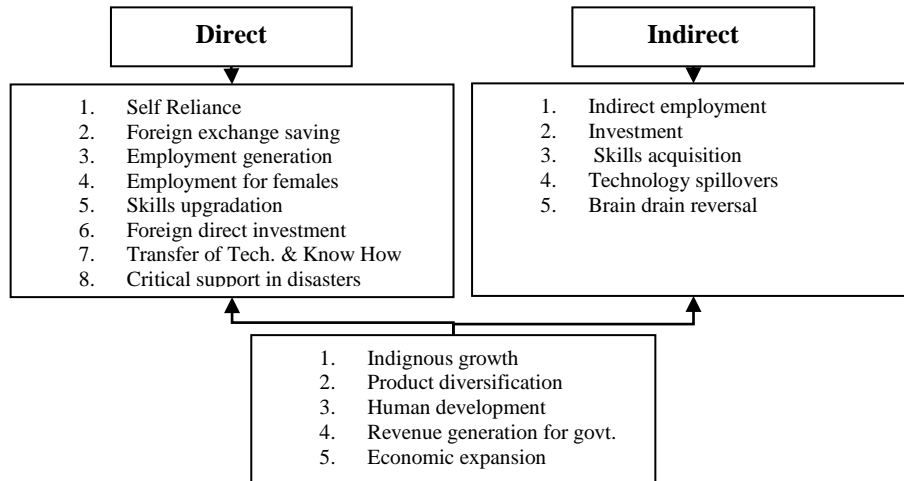 Direct
1. Self Reliance
2. Foreign exchange saving
3. Employment generation
4. Employment for females
5. Skills upgradation
6. Foreign direct investment
7. Transfer of Tech. & Know How
8. Critical support in disasters
Indirect
1. Indirect employment
2. Investment
3. Skills acquisition
4. Technology spillovers
5. Brain drain reversal
1. Indignous growth
2. Product diversification
3. Human development
4. Revenue generation for govt.
5. Economic expansion